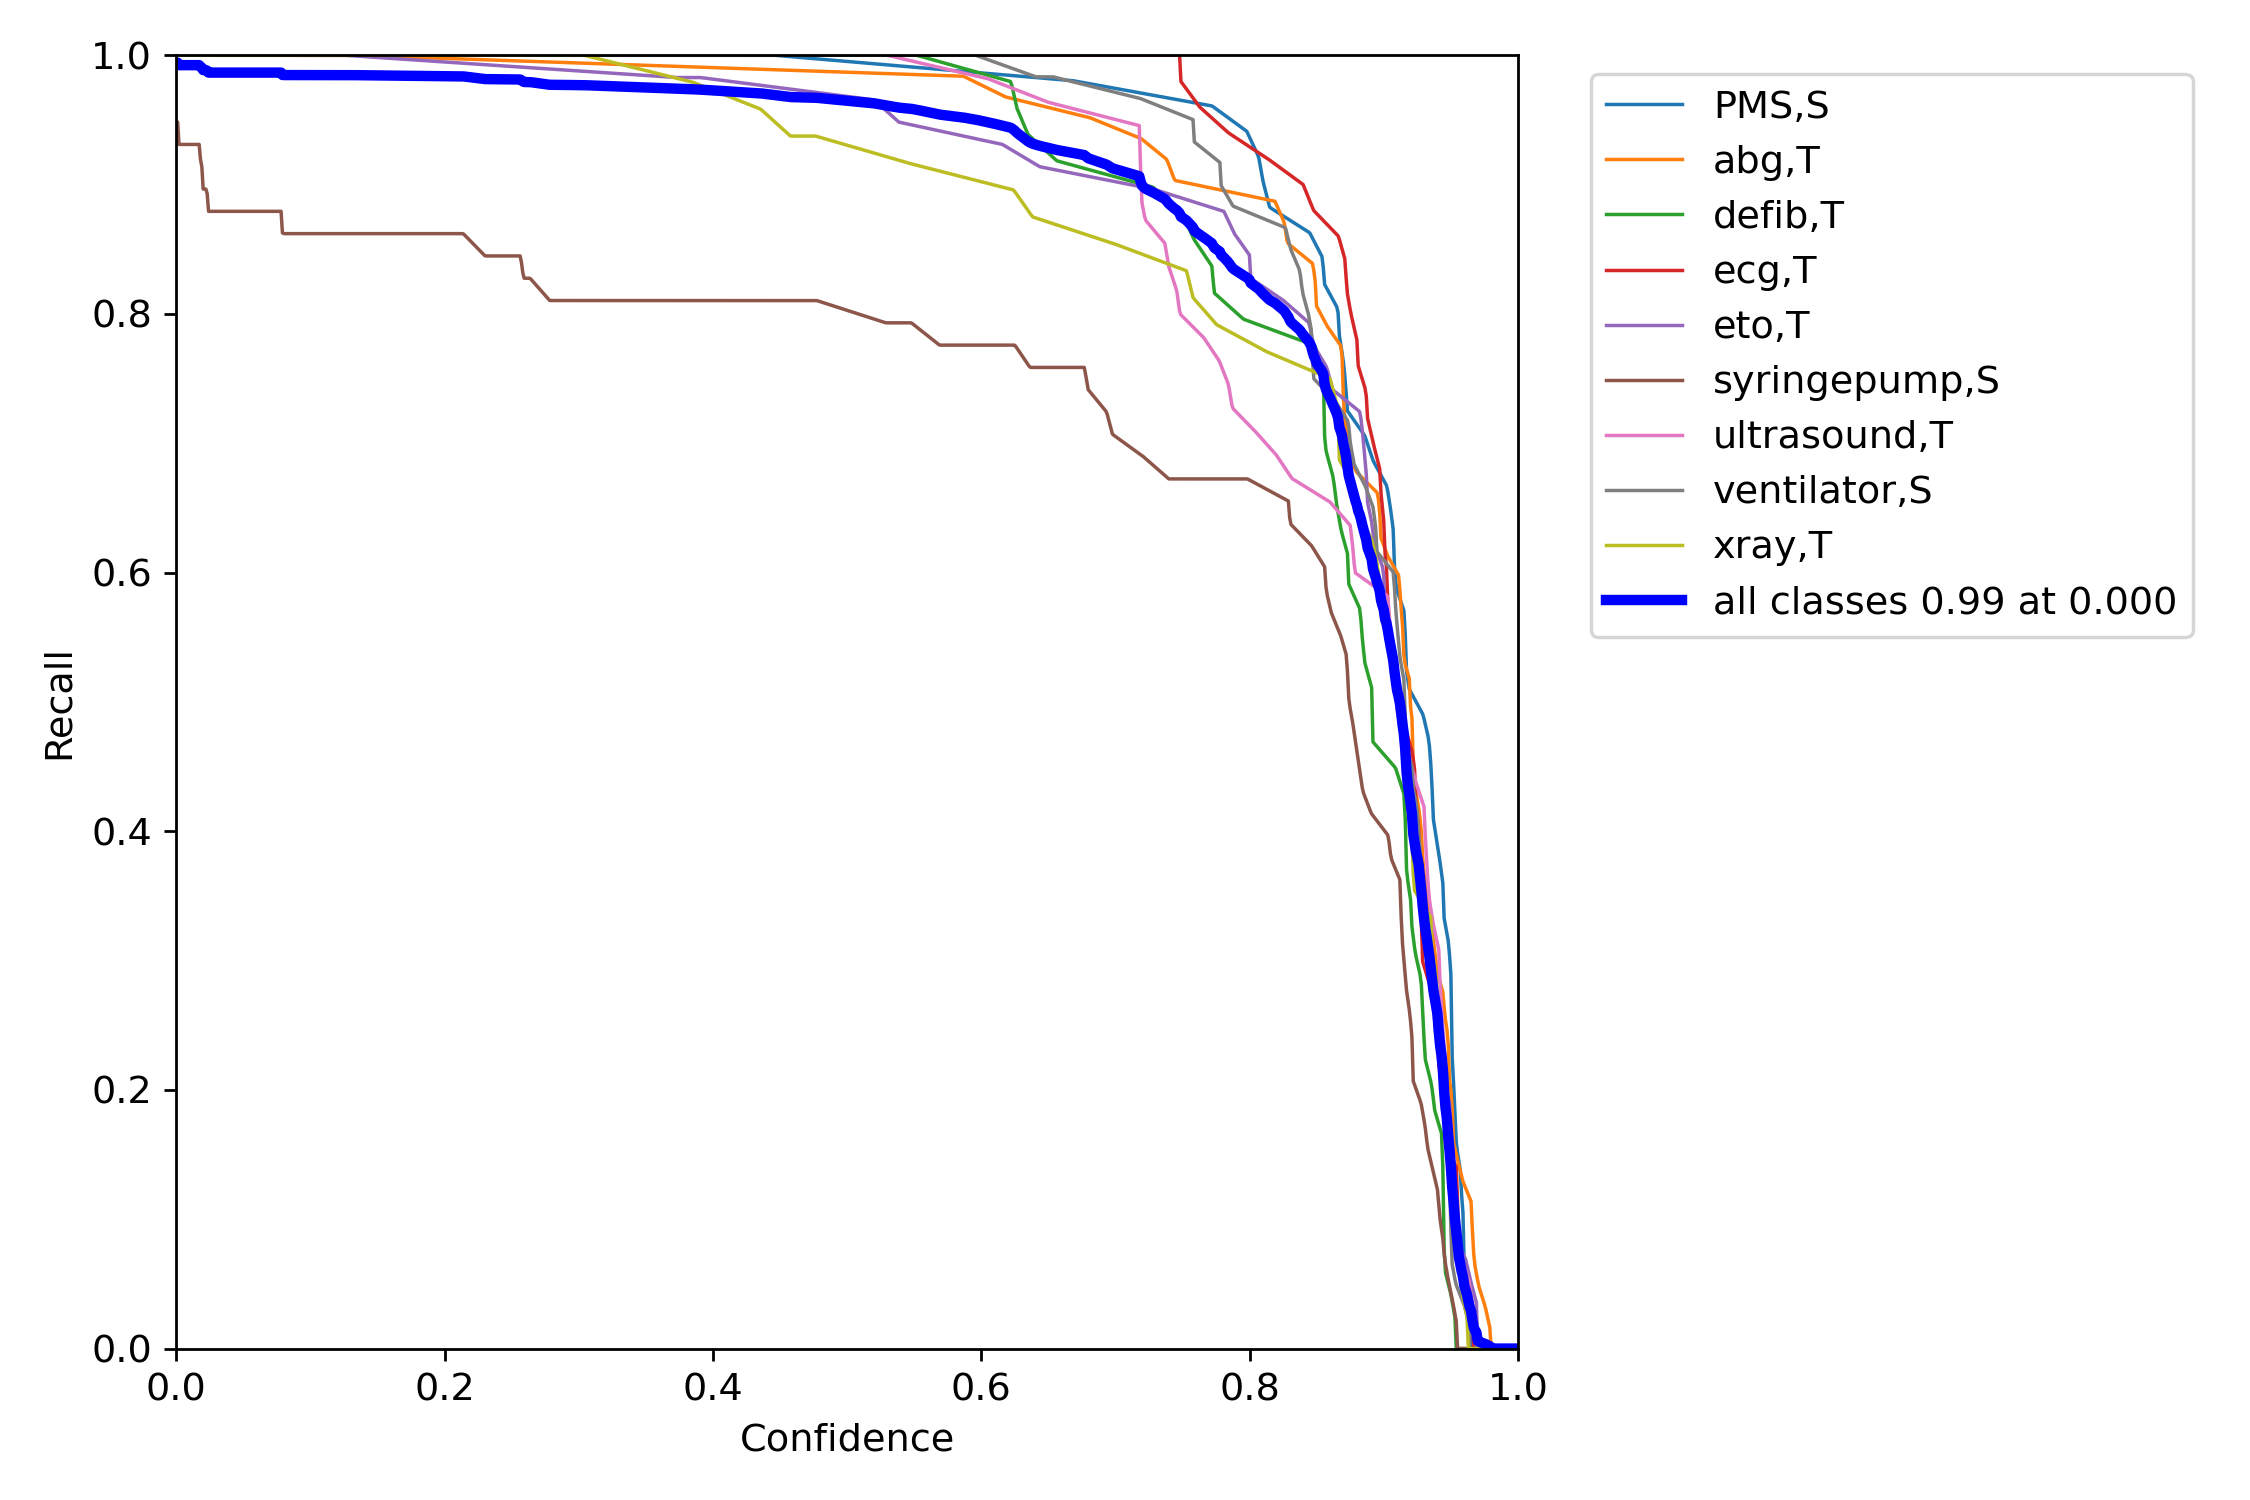 1.0
0.8
0.6
0.4
0.2
0.0
Recall
0.0 0.2 0.4 0.6 0.8 1.0
Confidence
PMS,S
abg,T
defib,T
ecg,T
eto,T
syringepump,S
ultrasound,T
ventilator,S
xray,T
all classes 0.99 at 0.000